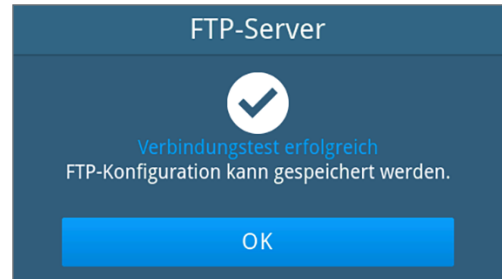 FTP-Server
Verbindungstest erfolgreich
FTP-Konfiguration kann gespeichert werden.
OK